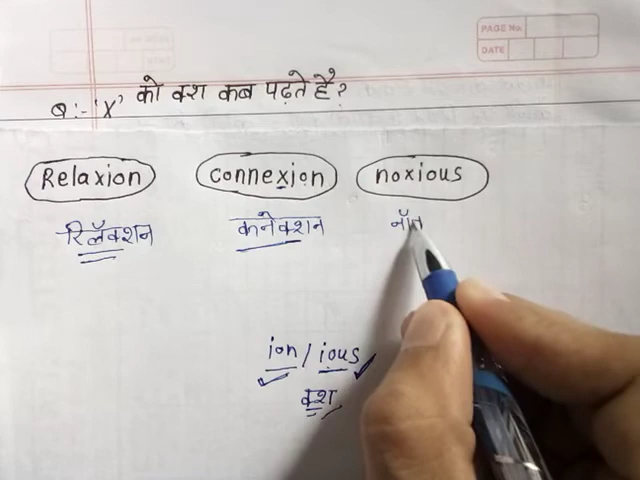 PAGE No.
DATE
Q:- 'X' को क्श कब पढ़ते हैं?
Relaxion connexion noxious
रिलॅक्शन कनेक्शन
ion / ious
क्श